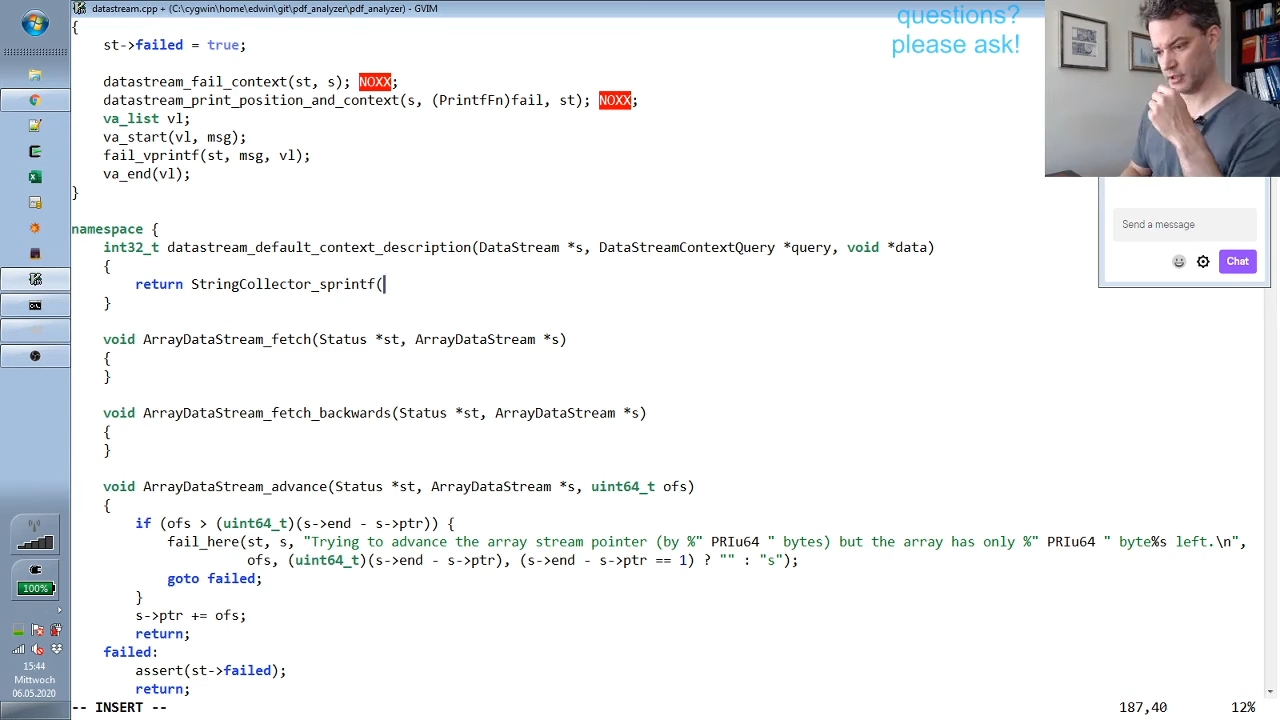 datastream.cpp + (C:\cygwin\home\edwin\git\pdf_analyzer\pdf_analyzer) - GVIM
questions?
please ask!
{
st->failed = true;
datastream_fail_context(st, s); NOXX;
datastream_print_position_and_context(s, (PrintfFn)fail, st); NOXX;
va_list vl;
va_start(vl, msg);
fail_vprintf(st, msg, vl);
va_end(vl);
}
namespace {
int32_t datastream_default_context_description(DataStream *s, DataStreamContextQuery *query, void *data)
{
return StringCollector_sprintf(
}
void ArrayDataStream_fetch(Status *st, ArrayDataStream *s)
{
}
void ArrayDataStream_fetch_backwards(Status *st, ArrayDataStream *s)
{
}
void ArrayDataStream_advance(Status *st, ArrayDataStream *s, uint64_t ofs)
{
if (ofs > (uint64_t)(s->end - s->ptr)) {
fail_here(st, s, "Trying to advance the array stream pointer (by %" PRIu64 " bytes) but the array has only %" PRIu64 " byte%s left.\n",
ofs, (uint64_t)(s->end - s->ptr), (s->end - s->ptr == 1) ? "" : "s");
goto failed;
}
s->ptr += ofs;
return;
failed:
assert(st->failed);
return;
-- INSERT --
187,40
12%
Send a message
Chat
100%
15:44
Mittwoch
06.05.2020